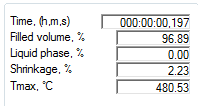 Time, (h,m,s) 000:00:00,197
Filled volume, % 96.89
Liquid phase, % 0.00
Shrinkage, % 2.23
Tmax, °C 480.53